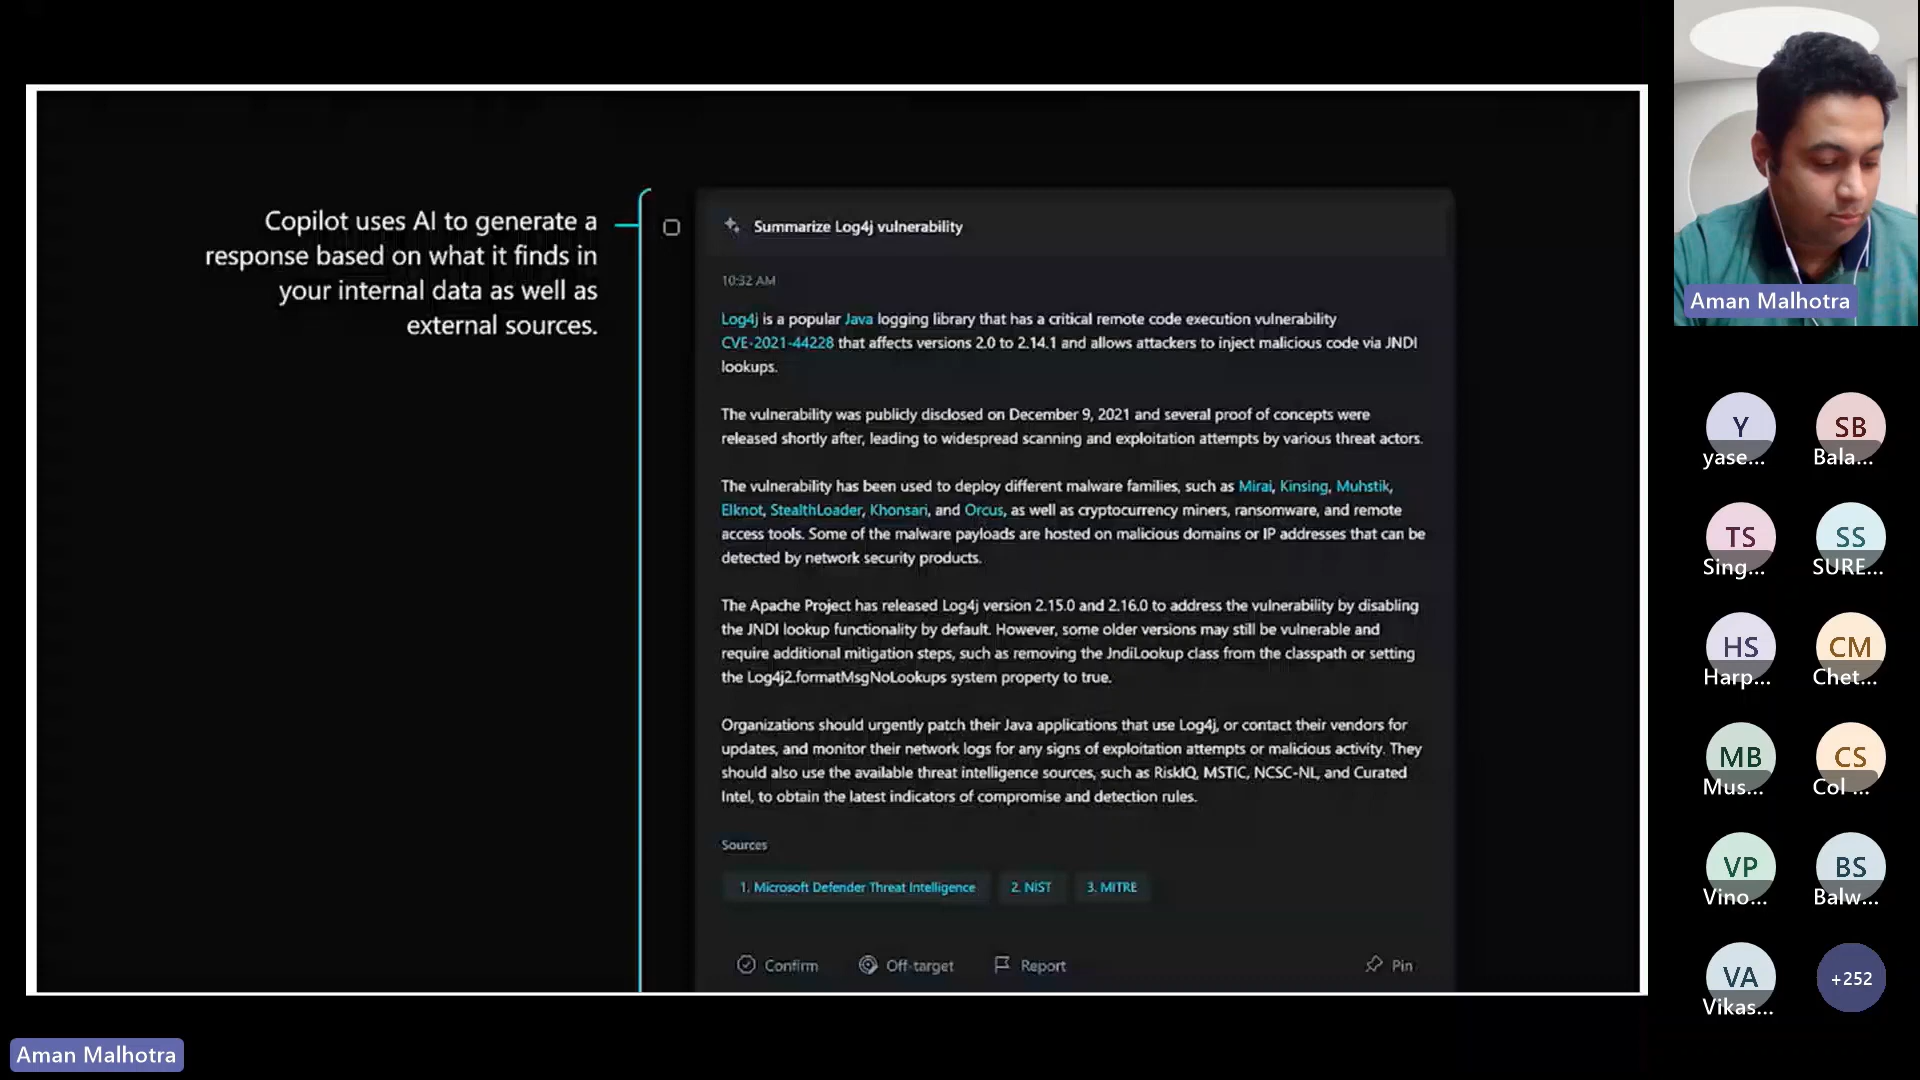 Copilot uses AI to generate a
response based on what it finds in
your internal data as well as
external sources.
Summarize Log4j vulnerability
10:32 AM
Log4j is a popular Java logging library that has a critical remote code execution vulnerability
CVE-2021-44228 that affects versions 2.0 to 2.14.1 and allows attackers to inject malicious code via JNDI
lookups.
The vulnerability was publicly disclosed on December 9, 2021 and several proof of concepts were
released shortly after, leading to widespread scanning and exploitation attempts by various threat actors.
The vulnerability has been used to deploy different malware families, such as Mirai, Kinsing, Muhstik,
Elknot, StealthLoader, Khonsari, and Orcus, as well as cryptocurrency miners, ransomware, and remote
access tools. Some of the malware payloads are hosted on malicious domains or IP addresses that can be
detected by network security products.
The Apache Project has released Log4j version 2.15.0 and 2.16.0 to address the vulnerability by disabling
the JNDI lookup functionality by default. However, some older versions may still be vulnerable and
require additional mitigation steps, such as removing the JndiLookup class from the classpath or setting
the Log4j2.formatMsgNoLookups system property to true.
Organizations should urgently patch their Java applications that use Log4j, or contact their vendors for
updates, and monitor their network logs for any signs of exploitation attempts or malicious activity. They
should also use the available threat intelligence sources, such as RiskIQ, MSTIC, NCSC-NL, and Curated
Intel, to obtain the latest indicators of compromise and detection rules.
Sources
1. Microsoft Defender Threat Intelligence 2. NIST 3. MITRE
Confirm Off-target Report Pin
Aman Malhotra
Y SB
yase... Bala...
TS SS
Sing... SURE...
HS CM
Harp... Chet...
MB CS
Mus... Col ...
VP BS
Vino... Balw...
VA +252
Vikas...
Aman Malhotra